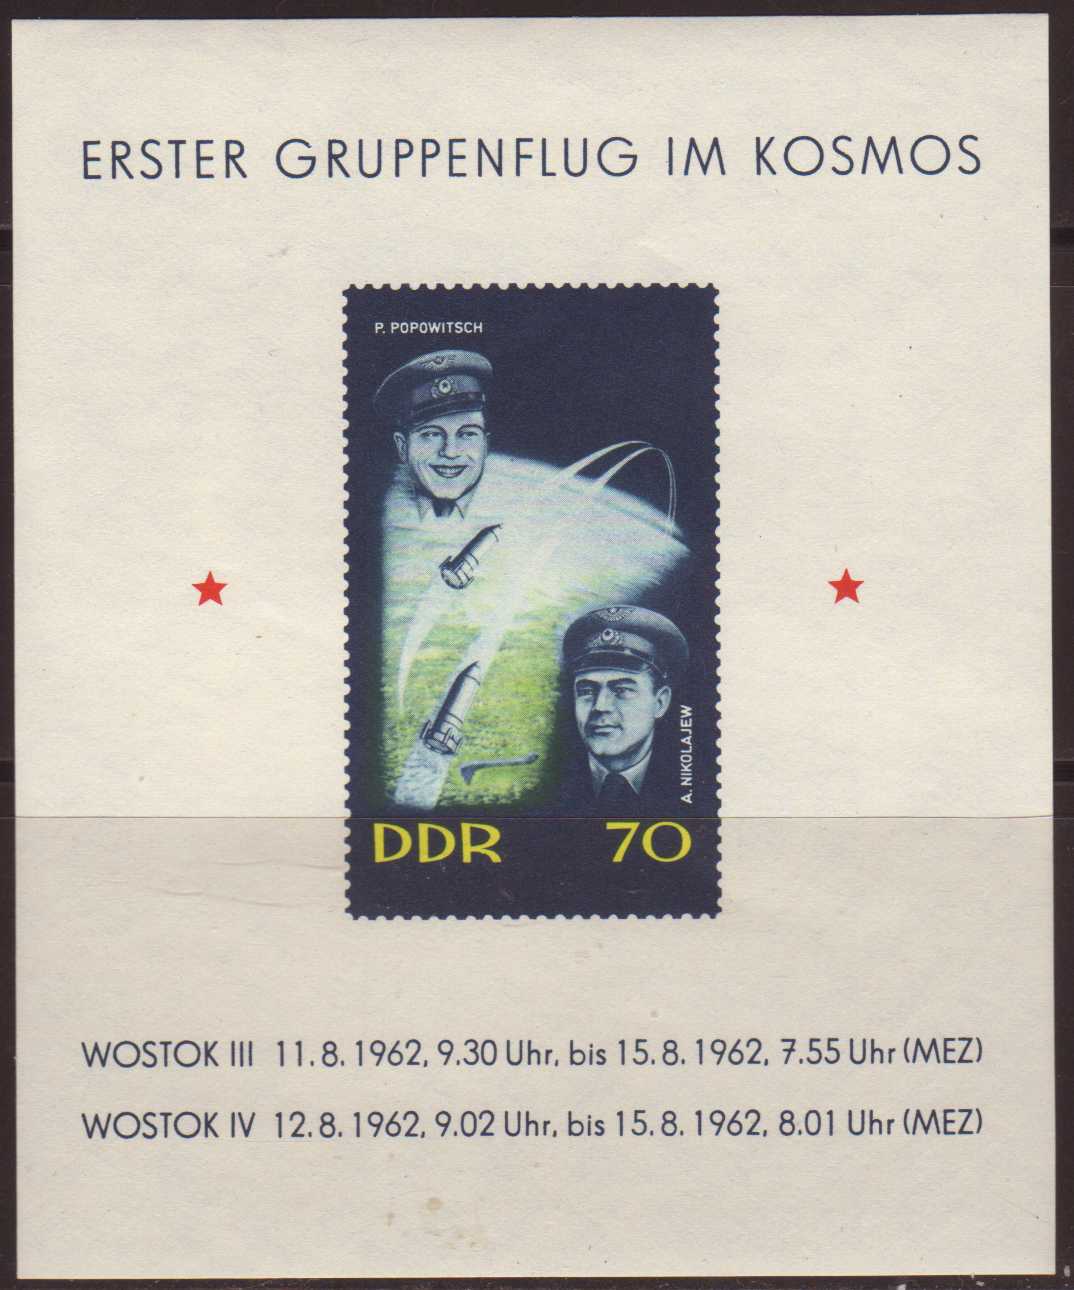 ERSTER GRUPPENFLUG IM KOSMOS
P. POPOWITSCH
A. NIKOLAJEW
DDR 70
WOSTOK III 11.8.1962, 9.30 Uhr, bis 15.8.1962, 7.55 Uhr (MEZ)
WOSTOK IV 12.8.1962, 9.02 Uhr, bis 15.8.1962, 8.01 Uhr (MEZ)